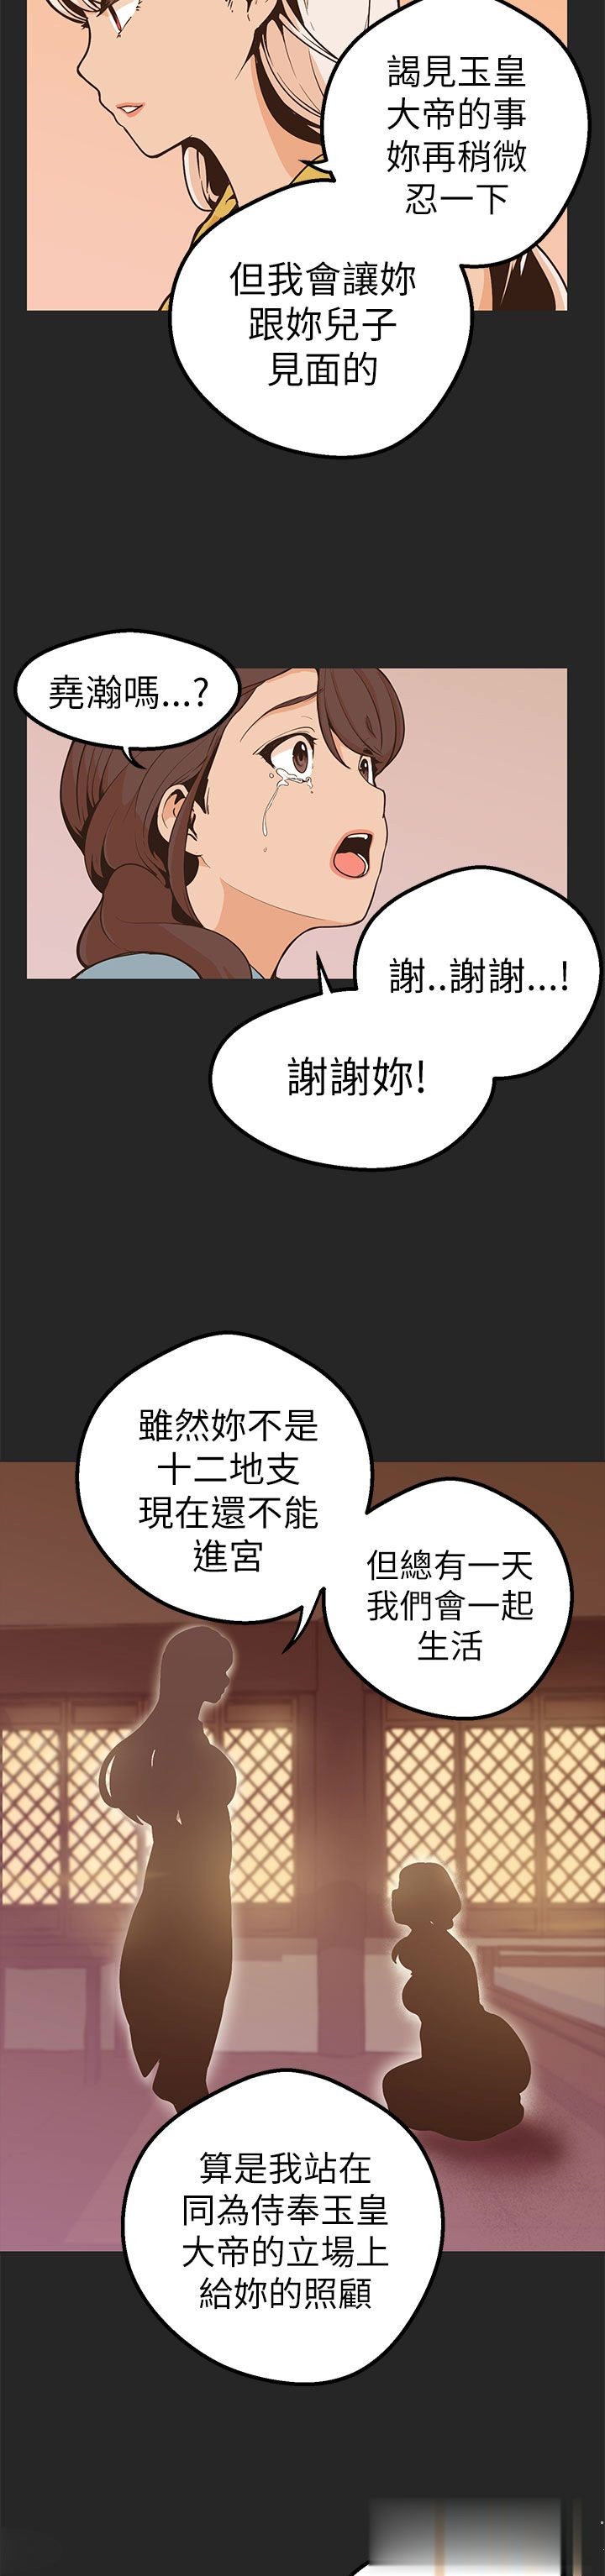 謁見玉皇
大帝的事
妳再稍微
忍一下
但我會讓妳
跟妳兒子
見面的
堯瀚嗎...?
謝..謝謝...!
謝謝妳!
雖然妳不是
十二地支
現在還不能
進宮
但總有一天
我們會一起
生活
算是我站在
同為侍奉玉皇
大帝的立場上
給妳的照顧